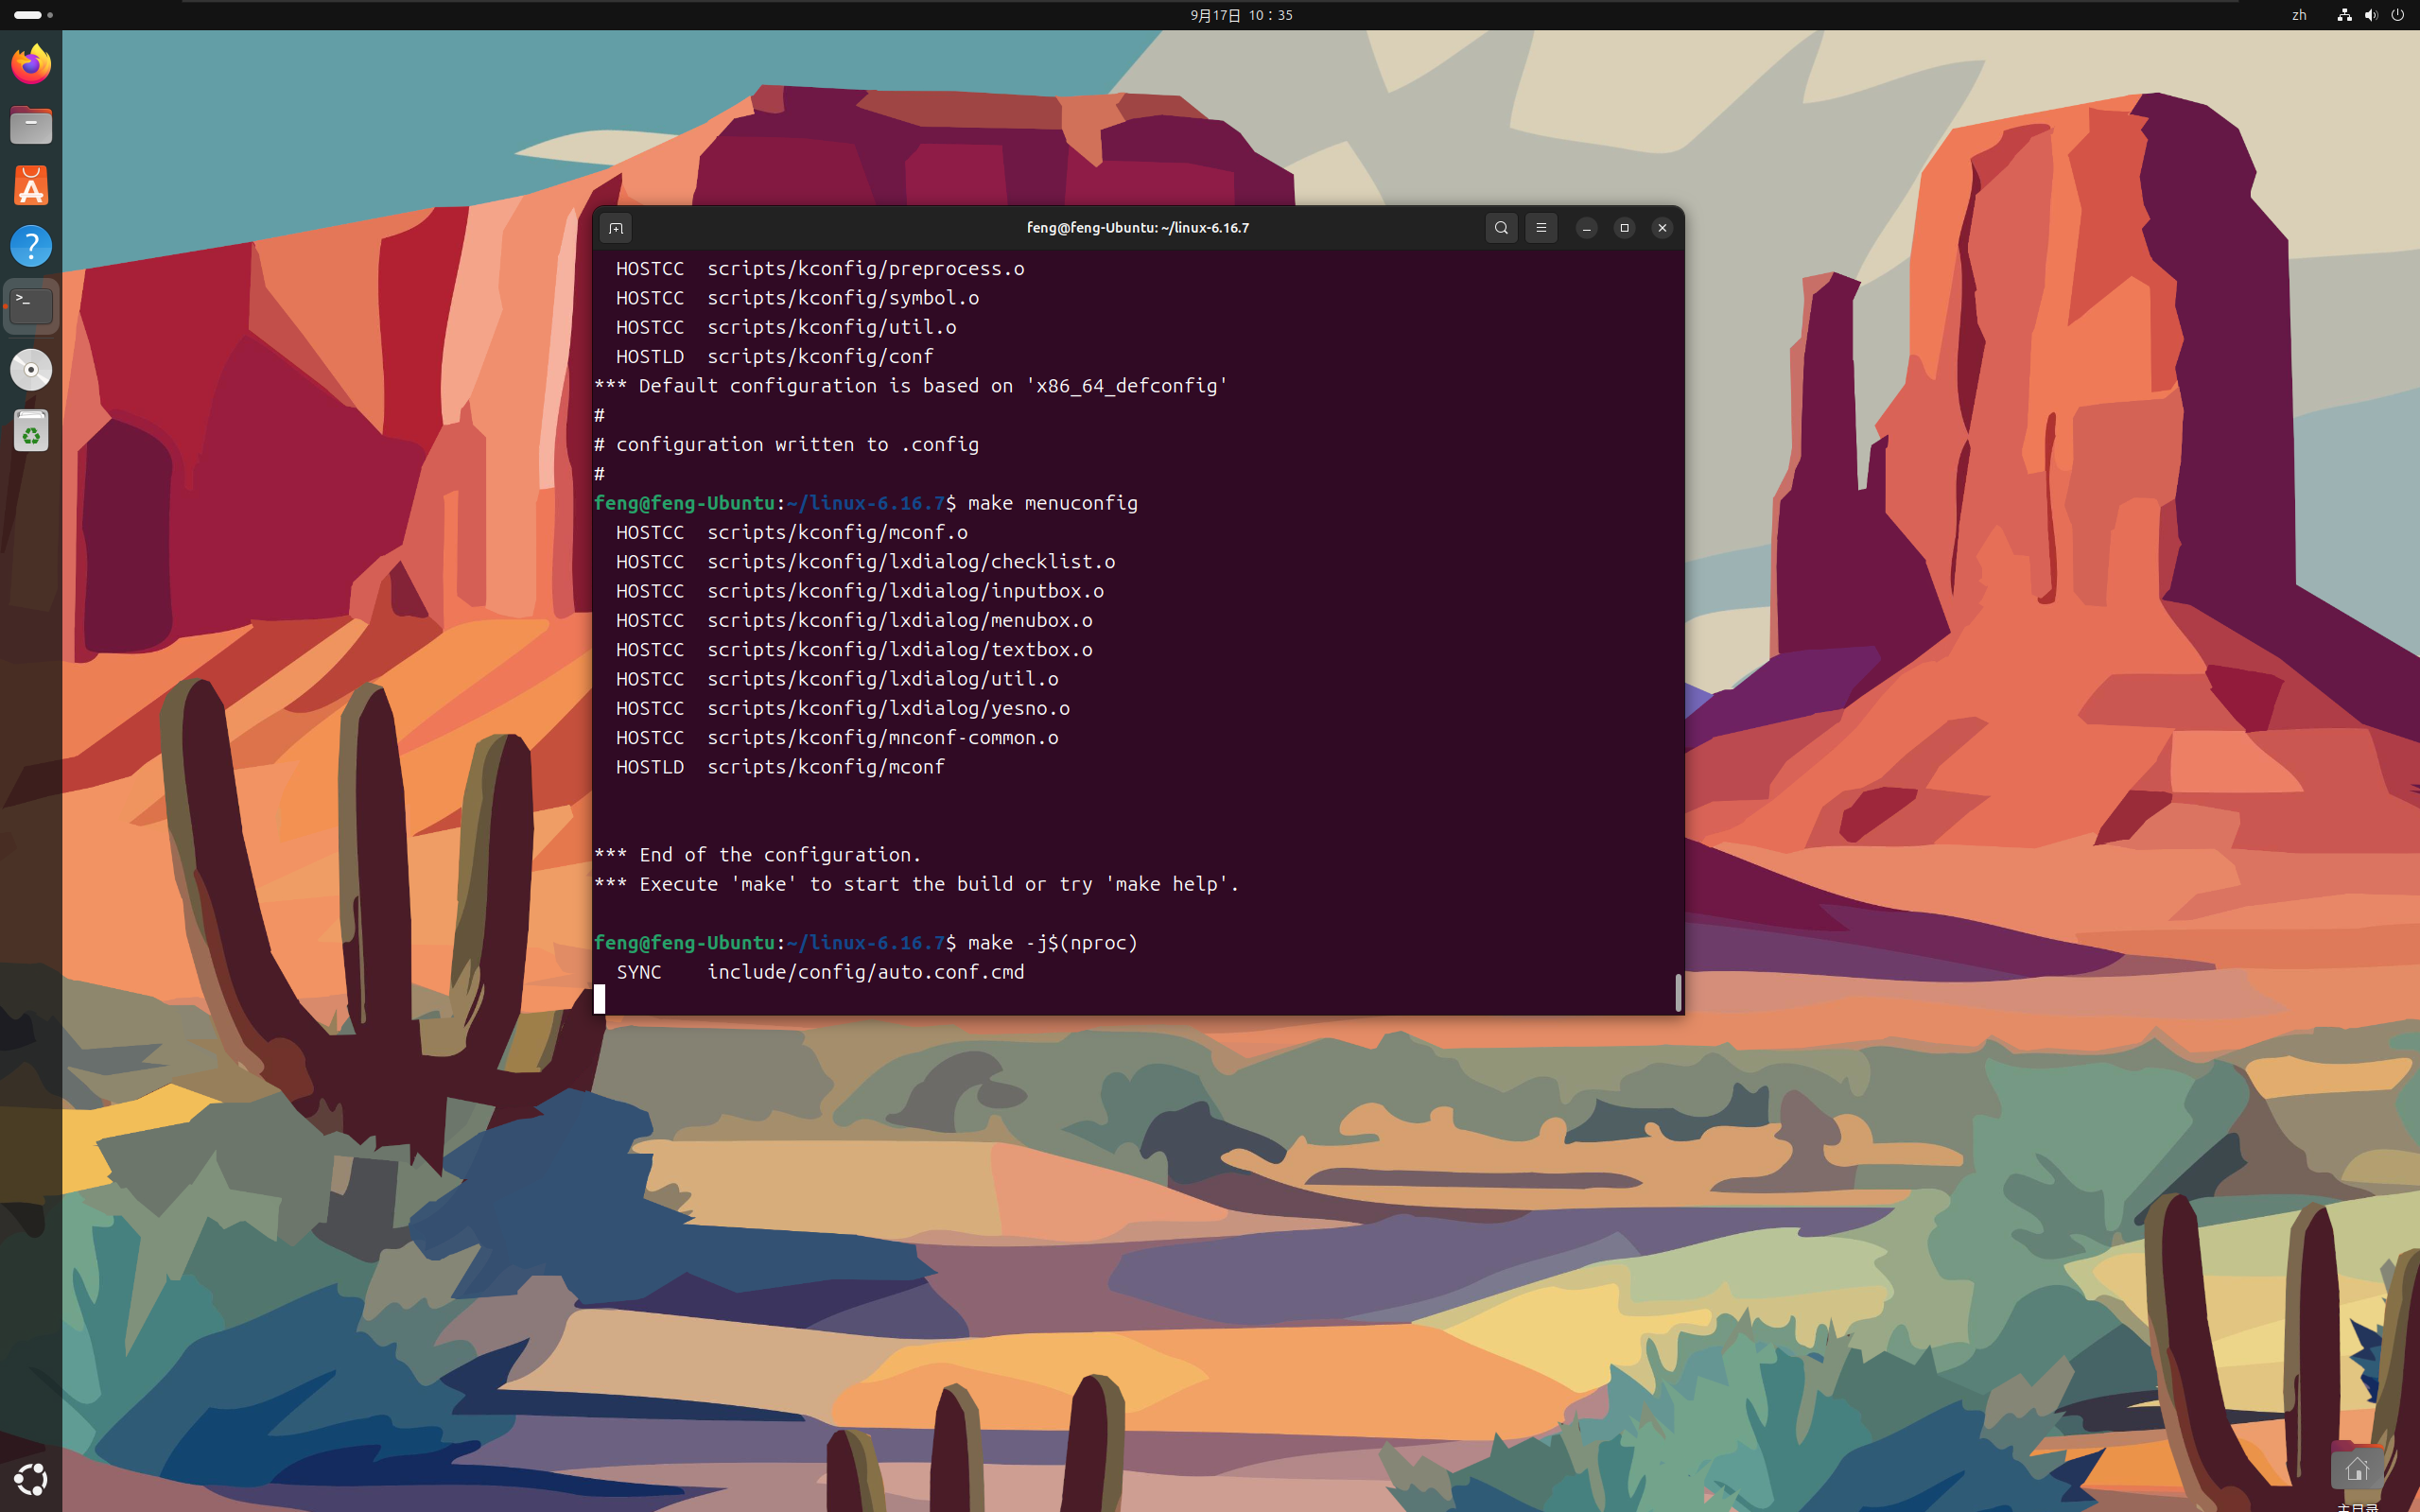 9月17日 10：35
zh
feng@feng-Ubuntu: ~/linux-6.16.7
HOSTCC  scripts/kconfig/preprocess.o
HOSTCC  scripts/kconfig/symbol.o
HOSTCC  scripts/kconfig/util.o
HOSTLD  scripts/kconfig/conf
*** Default configuration is based on 'x86_64_defconfig'
#
# configuration written to .config
#
feng@feng-Ubuntu:~/linux-6.16.7$ make menuconfig
HOSTCC  scripts/kconfig/mconf.o
HOSTCC  scripts/kconfig/lxdialog/checklist.o
HOSTCC  scripts/kconfig/lxdialog/inputbox.o
HOSTCC  scripts/kconfig/lxdialog/menubox.o
HOSTCC  scripts/kconfig/lxdialog/textbox.o
HOSTCC  scripts/kconfig/lxdialog/util.o
HOSTCC  scripts/kconfig/lxdialog/yesno.o
HOSTCC  scripts/kconfig/mnconf-common.o
HOSTLD  scripts/kconfig/mconf
*** End of the configuration.
*** Execute 'make' to start the build or try 'make help'.
feng@feng-Ubuntu:~/linux-6.16.7$ make -j$(nproc)
SYNC    include/config/auto.conf.cmd
主目录